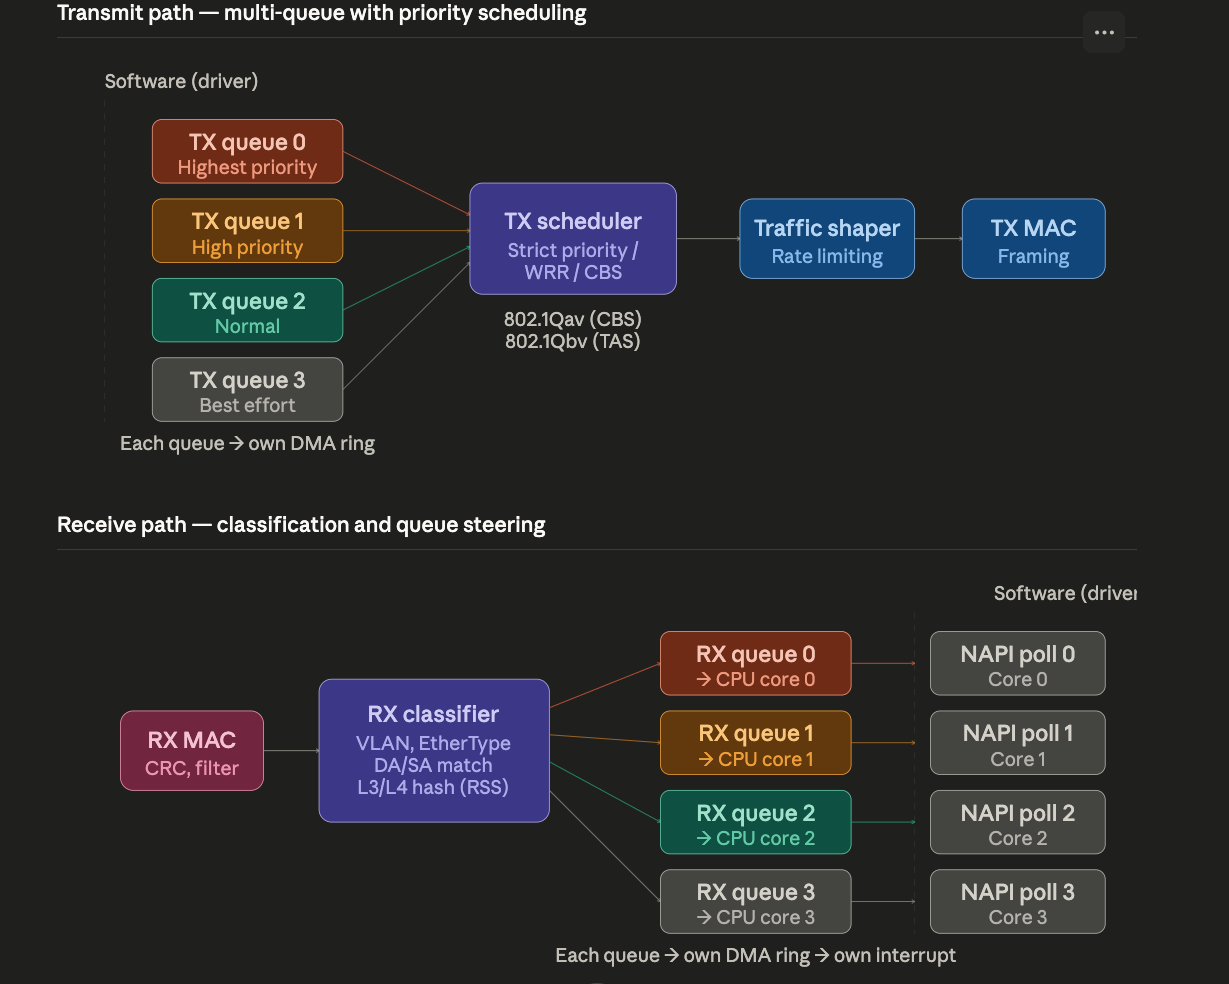 Transmit path — multi-queue with priority scheduling
Software (driver)
TX queue 0
Highest priority
TX queue 1
High priority
TX queue 2
Normal
TX queue 3
Best effort
Each queue → own DMA ring
TX scheduler
Strict priority /
WRR / CBS
802.1Qav (CBS)
802.1Qbv (TAS)
Traffic shaper
Rate limiting
TX MAC
Framing
Receive path — classification and queue steering
Software (driver
RX MAC
CRC, filter
RX classifier
VLAN, EtherType
DA/SA match
L3/L4 hash (RSS)
RX queue 0
→ CPU core 0
RX queue 1
→ CPU core 1
RX queue 2
→ CPU core 2
RX queue 3
→ CPU core 3
NAPI poll 0
Core 0
NAPI poll 1
Core 1
NAPI poll 2
Core 2
NAPI poll 3
Core 3
Each queue → own DMA ring → own interrupt